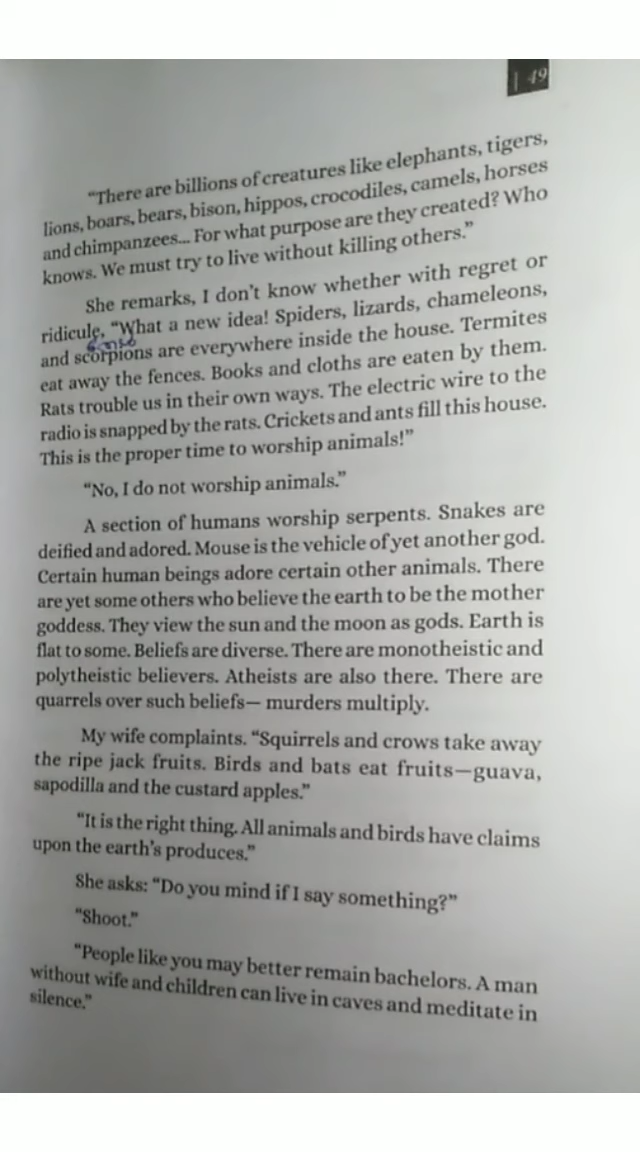 | 49
“There are billions of creatures like elephants, tigers,
lions, boars, bears, bison, hippos, crocodiles, camels, horses
and chimpanzees... For what purpose are they created? Who
knows. We must try to live without killing others.”
She remarks, I don’t know whether with regret or
ridicule, “What a new idea! Spiders, lizards, chameleons,
and scorpions are everywhere inside the house. Termites
eat away the fences. Books and cloths are eaten by them.
Rats trouble us in their own ways. The electric wire to the
radio is snapped by the rats. Crickets and ants fill this house.
This is the proper time to worship animals!”
“No, I do not worship animals.”
A section of humans worship serpents. Snakes are
deified and adored. Mouse is the vehicle of yet another god.
Certain human beings adore certain other animals. There
are yet some others who believe the earth to be the mother
goddess. They view the sun and the moon as gods. Earth is
flat to some. Beliefs are diverse. There are monotheistic and
polytheistic believers. Atheists are also there. There are
quarrels over such beliefs— murders multiply.
My wife complaints. “Squirrels and crows take away
the ripe jack fruits. Birds and bats eat fruits—guava,
sapodilla and the custard apples.”
“It is the right thing. All animals and birds have claims
upon the earth’s produces.”
She asks: “Do you mind if I say something?”
“Shoot.”
“People like you may better remain bachelors. A man
without wife and children can live in caves and meditate in
silence.”